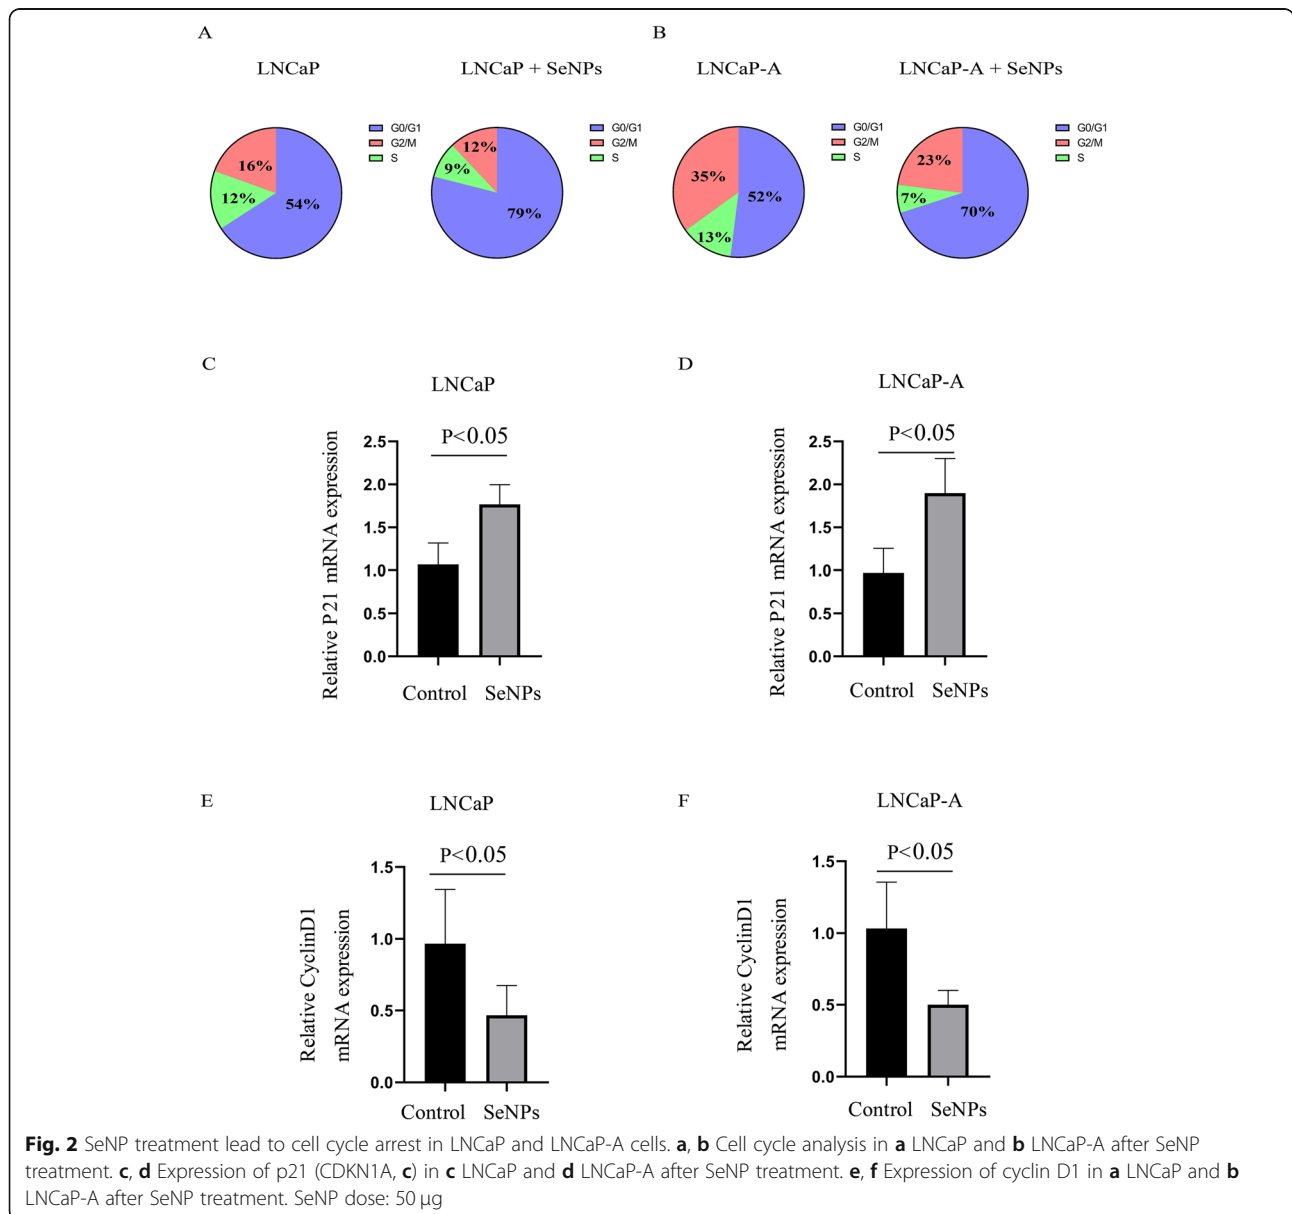 A
B
LNCaP
LNCaP + SeNPs
LNCaP-A
LNCaP-A + SeNPs
G0/G1
G2/M
S
16%
12%
54%
G0/G1
G2/M
S
12%
9%
79%
G0/G1
G2/M
S
35%
13%
52%
G0/G1
G2/M
S
23%
7%
70%
C
LNCaP
P<0.05
Relative P21 mRNA expression
2.5
2.0
1.5
1.0
0.5
0.0
Control SeNPs
D
LNCaP-A
P<0.05
Relative P21 mRNA expression
2.5
2.0
1.5
1.0
0.5
0.0
Control SeNPs
E
LNCaP
P<0.05
Relative CyclinD1
mRNA expression
1.5
1.0
0.5
0.0
Control SeNPs
F
LNCaP-A
P<0.05
Relative CyclinD1
mRNA expression
1.5
1.0
0.5
0.0
Control SeNPs
Fig. 2 SeNP treatment lead to cell cycle arrest in LNCaP and LNCaP-A cells. a, b Cell cycle analysis in a LNCaP and b LNCaP-A after SeNP
treatment. c, d Expression of p21 (CDKN1A, c) in c LNCaP and d LNCaP-A after SeNP treatment. e, f Expression of cyclin D1 in a LNCaP and b
LNCaP-A after SeNP treatment. SeNP dose: 50 μg